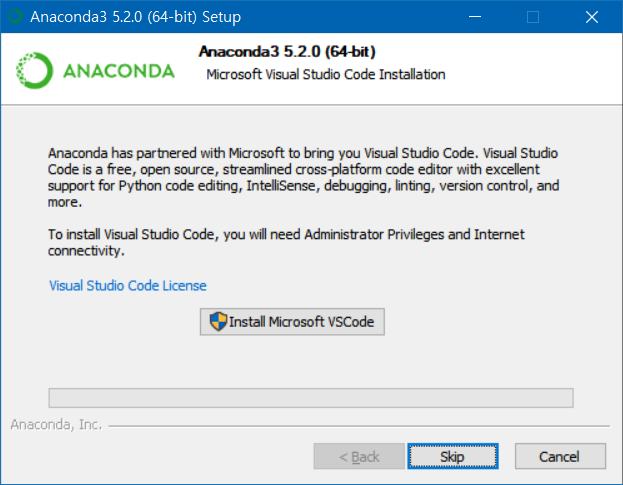 Anaconda3 5.2.0 (64-bit) Setup
ANACONDA
Anaconda3 5.2.0 (64-bit)
Microsoft Visual Studio Code Installation
Anaconda has partnered with Microsoft to bring you Visual Studio Code. Visual Studio
Code is a free, open source, streamlined cross-platform code editor with excellent
support for Python code editing, IntelliSense, debugging, linting, version control, and
more.
To install Visual Studio Code, you will need Administrator Privileges and Internet
connectivity.
Visual Studio Code License
Install Microsoft VSCode
Anaconda, Inc.
< Back
Skip
Cancel